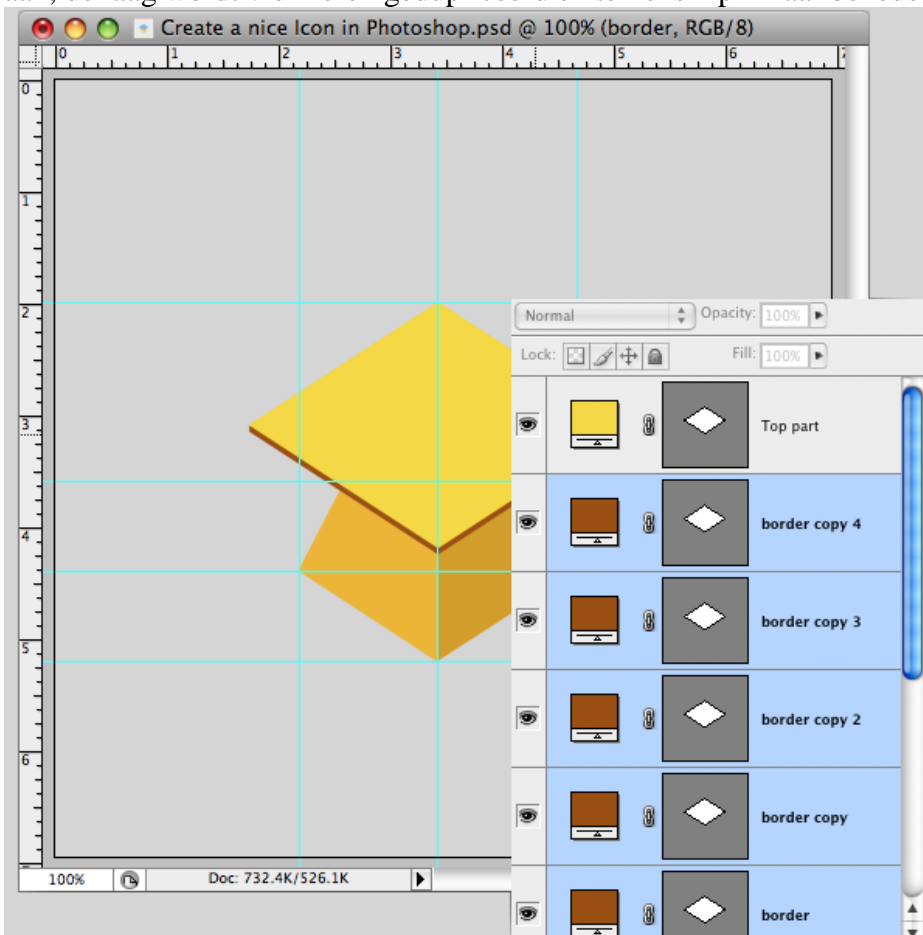 Create a nice Icon in Photoshop.psd @ 100% (border, RGB/8)
0 1 2 3 4 5 6 7
0
1
2
3
4
5
6
Normal Opacity: 100%
Lock: Fill: 100%
Top part
border copy 4
border copy 3
border copy 2
border copy
border
100% Doc: 732.4K/526.1K